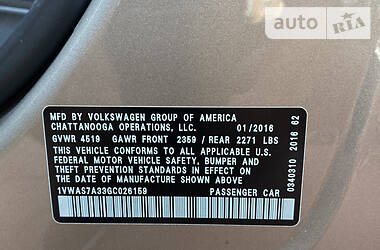 auto RIA
MFD BY VOLKSWAGEN GROUP OF AMERICA
CHATTANOOGA OPERATIONS, LLC. 01/2016
GVWR 4519 GAWR FRONT 2359 / REAR 2271 LBS
THIS VEHICLE CONFORMS TO ALL APPLICABLE U.S.
FEDERAL MOTOR VEHICLE SAFETY, BUMPER AND
THEFT PREVENTION STANDARDS IN EFFECT ON THE
DATE OF MANUFACTURE SHOWN ABOVE.
1VWAS7A33GC026159 PASSENGER CAR
0340310 2016 62